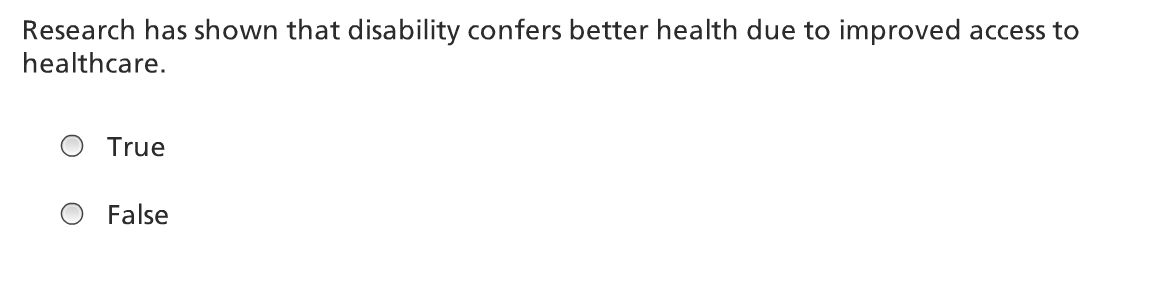 Research has shown that disability confers better health due to improved access to
healthcare.
True
False